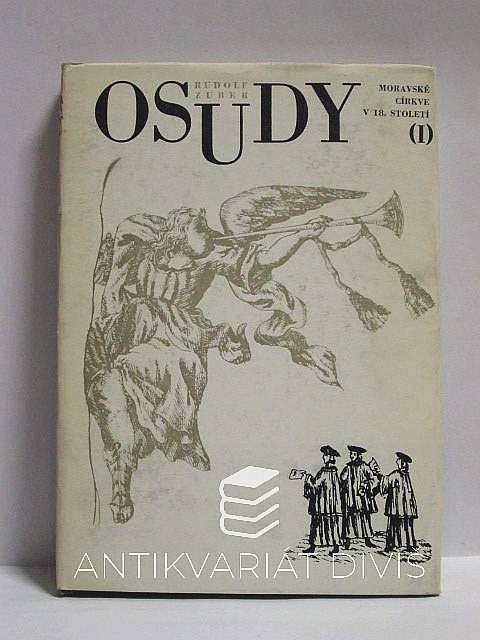 RUDOLF
ZUBER
OSUDY
MORAVSKÉ
CÍRKVE
V 18. STOLETÍ
(I)
ANTIKVARIÁT DIVIŠ